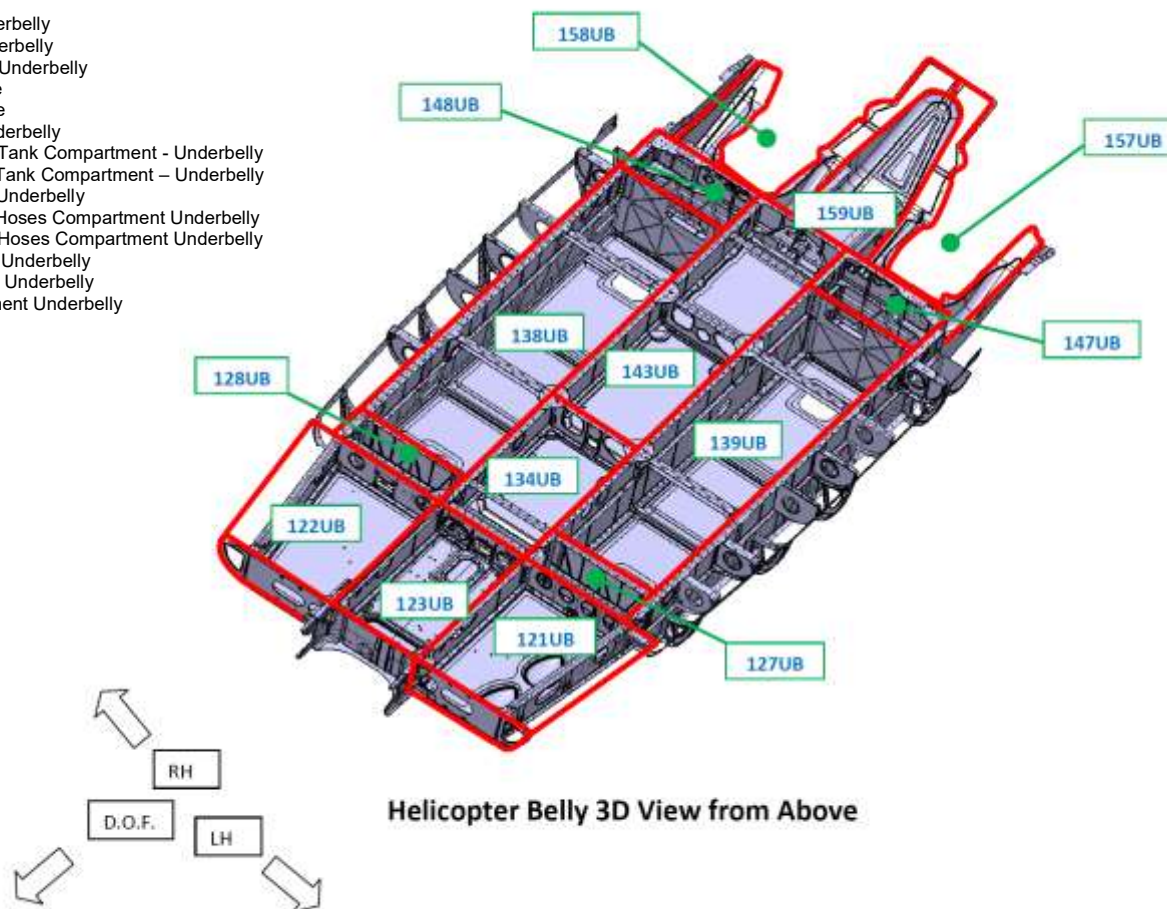 erbelly
erbelly
Underbelly
e
e
derbelly
Tank Compartment - Underbelly
Tank Compartment – Underbelly
Underbelly
Hoses Compartment Underbelly
Hoses Compartment Underbelly
Underbelly
Underbelly
ment Underbelly
158UB
148UB
157UB
159UB
138UB
147UB
128UB
143UB
139UB
134UB
122UB
123UB
121UB
127UB
RH
D.O.F.
LH
Helicopter Belly 3D View from Above